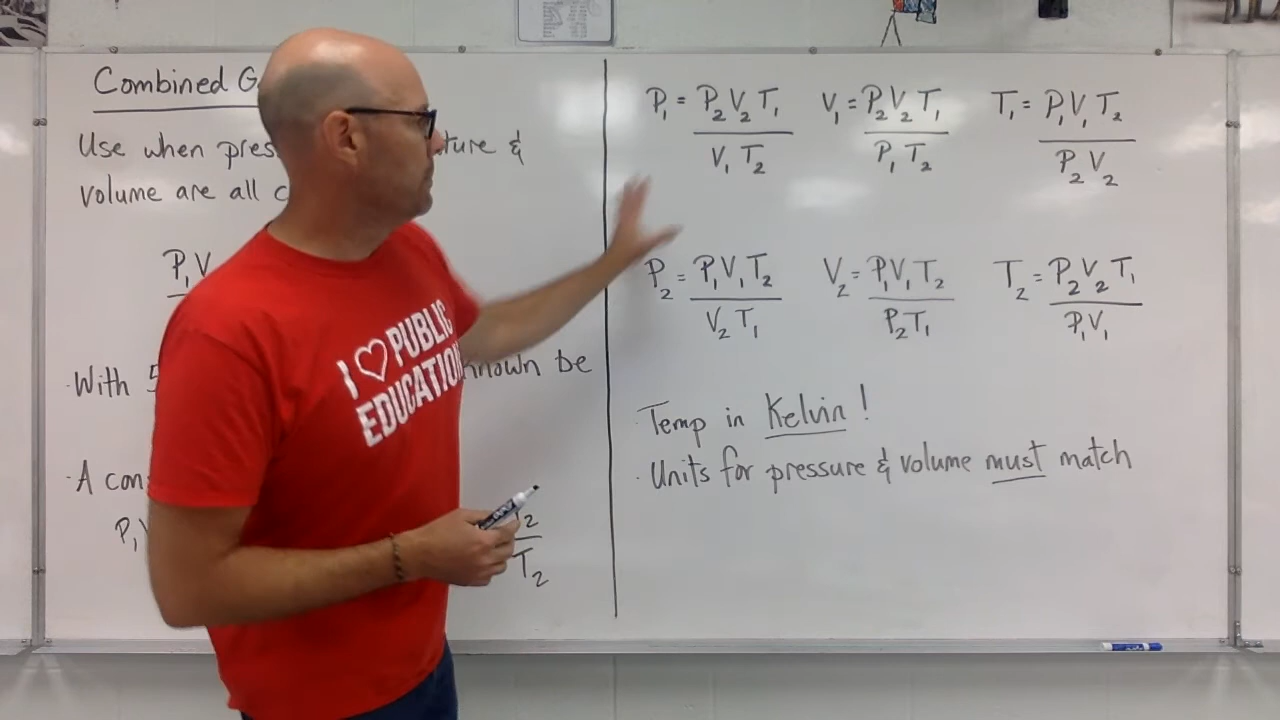 Combined G
Use when pres ture &
volume are all c
P₁V
· With 5 known be
· A con
P₁V T₂
T₂
P₁ = P₂V₂T₁ / V₁T₂
V₁ = P₂V₂T₁ / P₁T₂
T₁ = P₁V₁T₂ / P₂V₂
P₂ = P₁V₁T₂ / V₂T₁
V₂ = P₁V₁T₂ / P₂T₁
T₂ = P₂V₂T₁ / P₁V₁
· Temp in Kelvin !
· Units for pressure & volume must match
I ♡ PUBLIC
EDUCATION